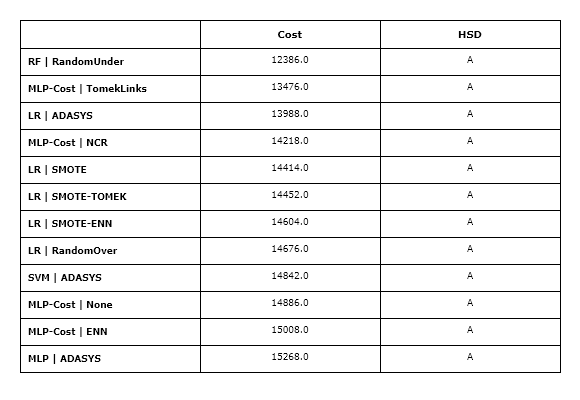 Cost HSD
RF | RandomUnder 12386.0 A
MLP-Cost | TomekLinks 13476.0 A
LR | ADASYS 13988.0 A
MLP-Cost | NCR 14218.0 A
LR | SMOTE 14414.0 A
LR | SMOTE-TOMEK 14452.0 A
LR | SMOTE-ENN 14604.0 A
LR | RandomOver 14676.0 A
SVM | ADASYS 14842.0 A
MLP-Cost | None 14886.0 A
MLP-Cost | ENN 15008.0 A
MLP | ADASYS 15268.0 A